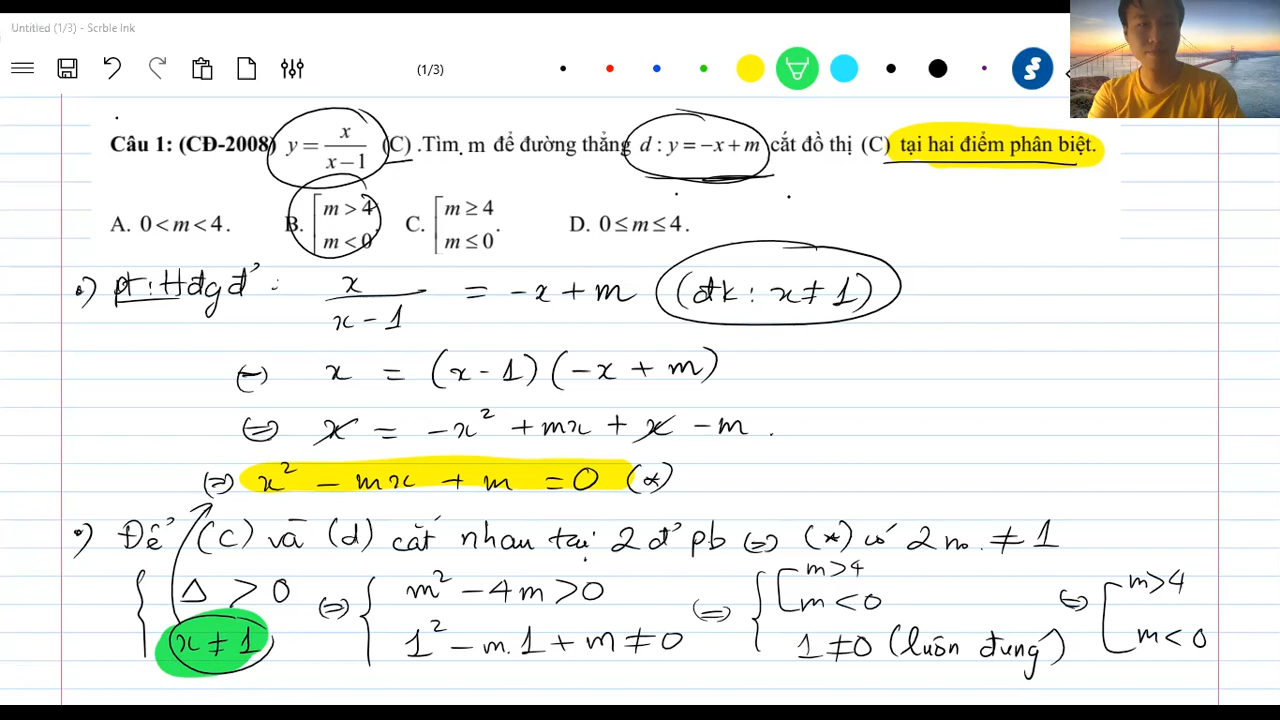 Untitled (1/3) - Scrble Ink
(1/3)
Câu 1: (CĐ-2008) y = x/(x−1) (C) .Tìm m để đường thẳng d : y = −x + m cắt đồ thị (C) tại hai điểm phân biệt.
A. 0 < m < 4. B. [m > 4 m < 0 C. [m ≥ 4 m ≤ 0. D. 0 ≤ m ≤ 4.
•) pt: Hđgđ' : x/(x − 1) = −x + m (đk : x ≠ 1)
⇔ x = (x − 1)(−x + m)
⇔ x = −x² + mx + x − m .
⇔ x² − mx + m = 0 (*)
•) Để (C) và (d) cắt nhau tại 2 đ' pb ⇔ (*) có 2 no. ≠ 1
{ Δ > 0 x ≠ 1 ⇔ { m² − 4m > 0 1² − m.1 + m ≠ 0 ⇔ { [m > 4 m < 0 1 ≠ 0 (luôn đúng) ⇔ [m > 4 m < 0